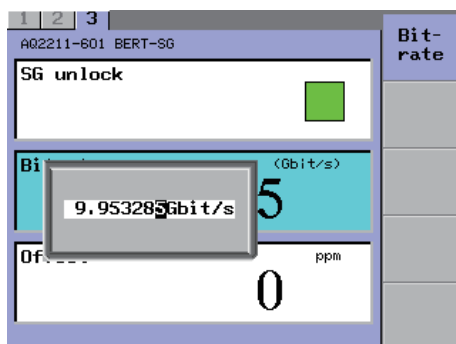 1 2 3
AQ2211-601 BERT-SG
Bit-
rate
SG unlock
(Gbit/s)
5
9.953285Gbit/s
ppm
0